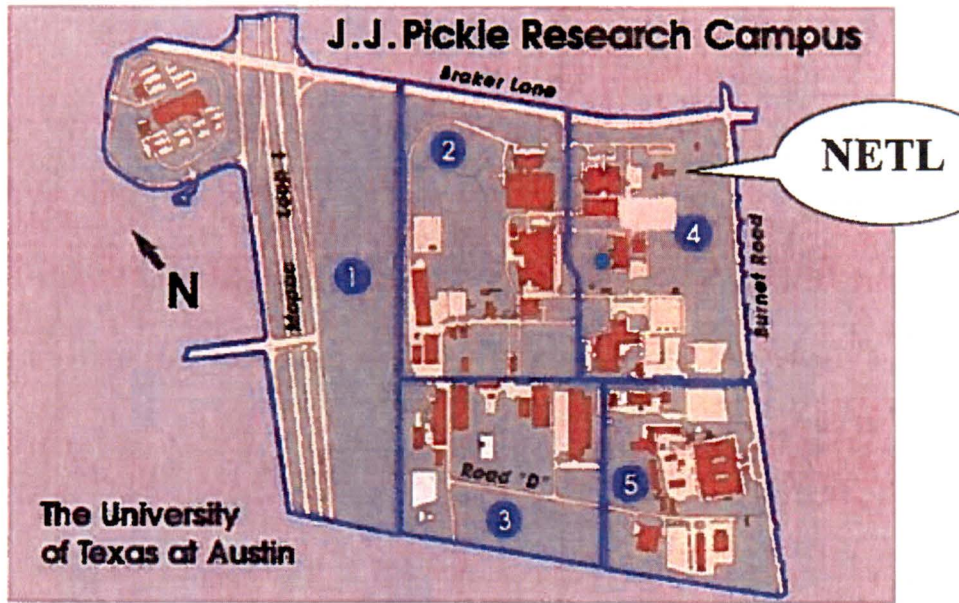 J.J. Pickle Research Campus
Braker Lane
NETL
2
4
N
Mopac Loop 1
1
Burnet Road
Road "D"
5
3
The University
of Texas at Austin